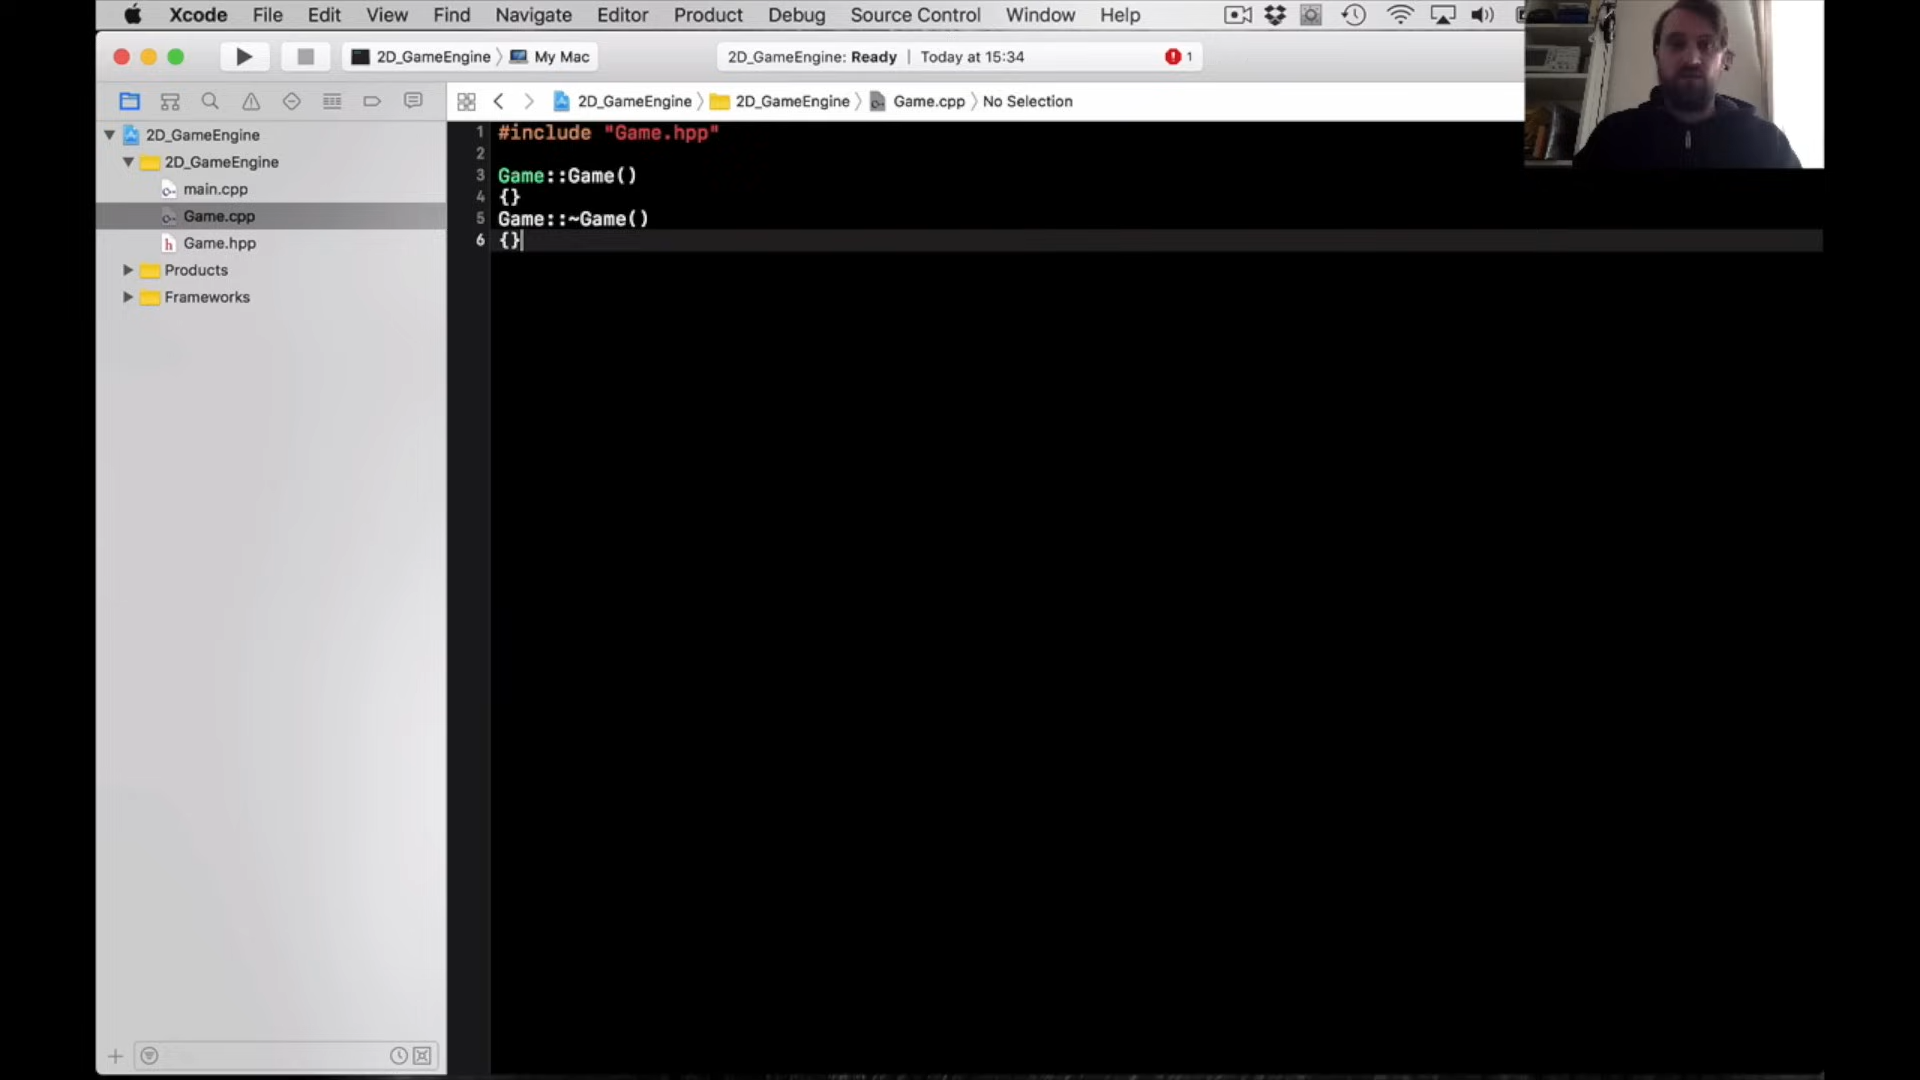 Xcode File Edit View Find Navigate Editor Product Debug Source Control Window Help
2D_GameEngine My Mac
2D_GameEngine: Ready | Today at 15:34
1
2D_GameEngine 2D_GameEngine Game.cpp No Selection
2D_GameEngine
2D_GameEngine
main.cpp
Game.cpp
h Game.hpp
Products
Frameworks
1 #include "Game.hpp"
2
3 Game::Game()
4 {}
5 Game::~Game()
6 {}